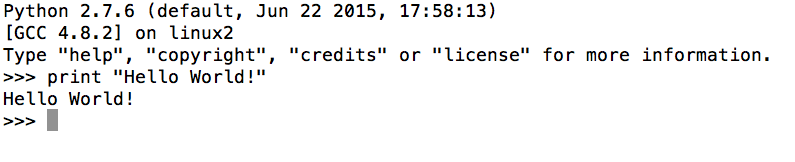 Python 2.7.6 (default, Jun 22 2015, 17:58:13)
[GCC 4.8.2] on linux2
Type "help", "copyright", "credits" or "license" for more information.
>>> print "Hello World!"
Hello World!
>>>